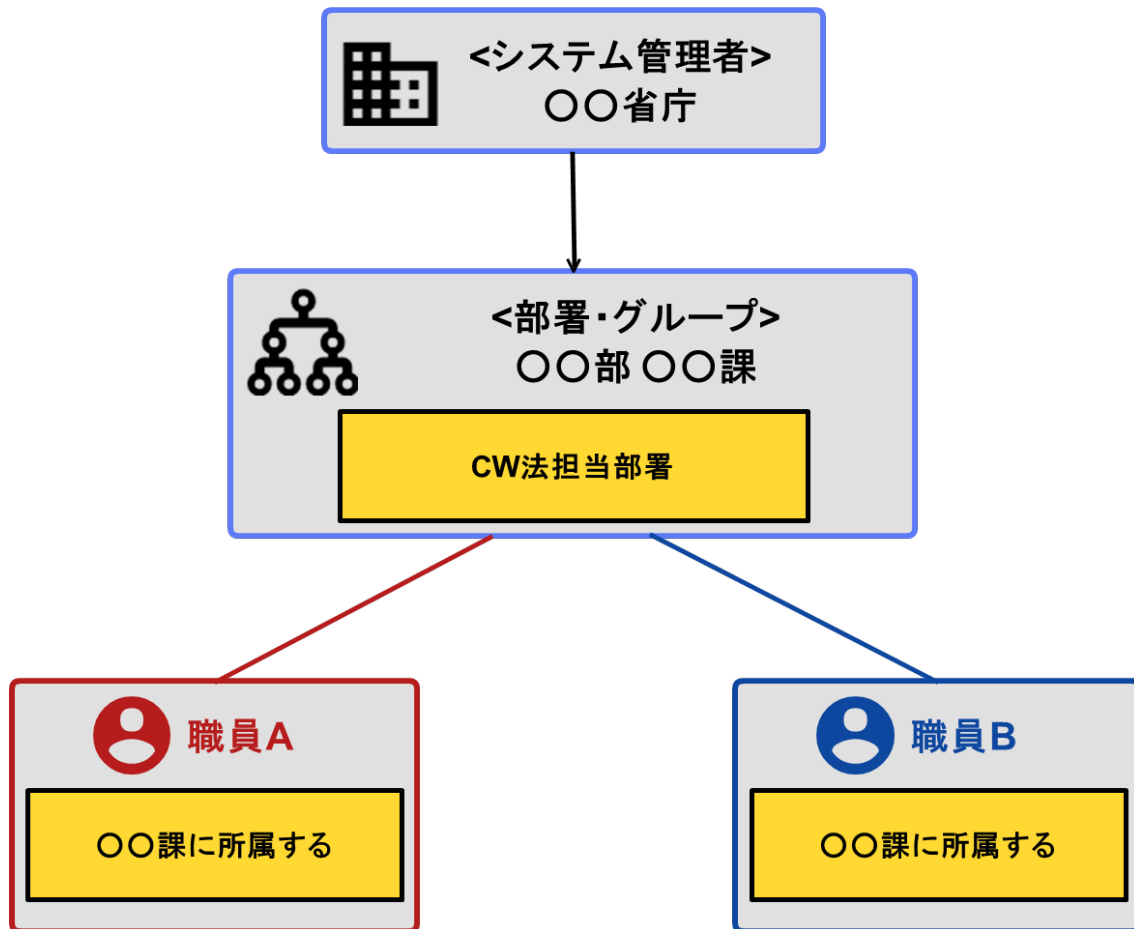 <システム管理者>
〇〇省庁
<部署・グループ>
〇〇部 〇〇課
CW法担当部署
職員A
〇〇課に所属する
職員B
〇〇課に所属する